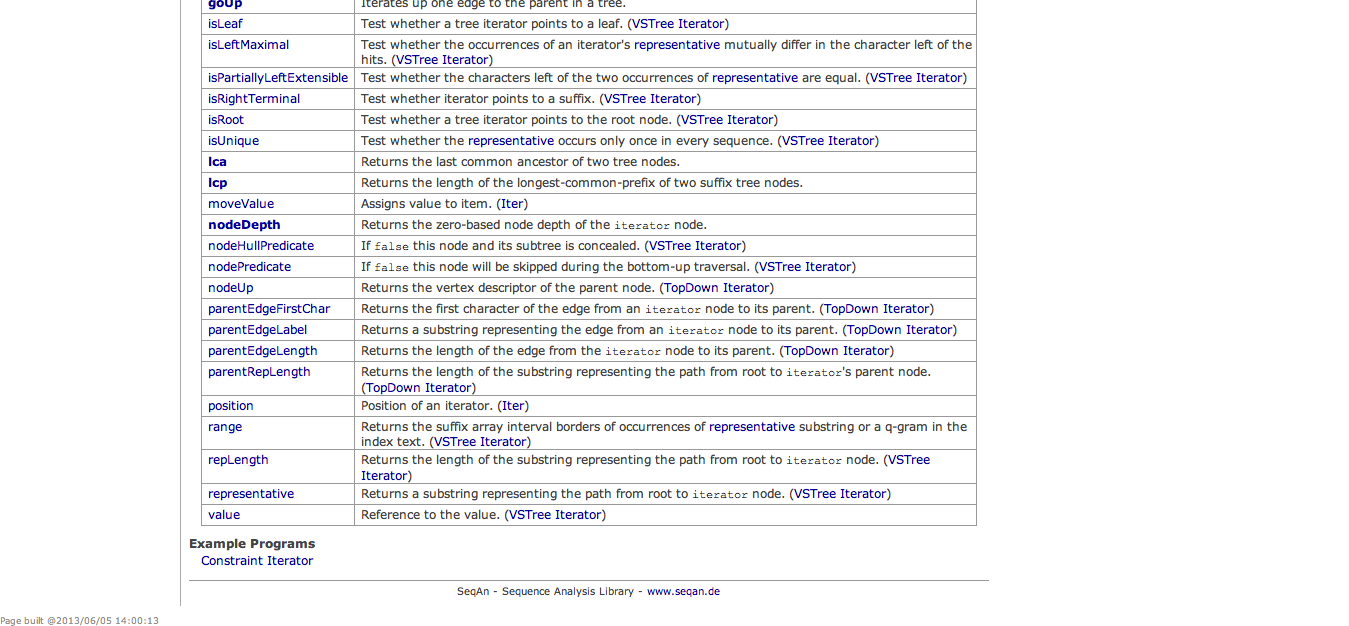 goUp Iterates up one edge to the parent in a tree.
isLeaf Test whether a tree iterator points to a leaf. (VSTree Iterator)
isLeftMaximal Test whether the occurrences of an iterator's representative mutually differ in the character left of the
hits. (VSTree Iterator)
isPartiallyLeftExtensible Test whether the characters left of the two occurrences of representative are equal. (VSTree Iterator)
isRightTerminal Test whether iterator points to a suffix. (VSTree Iterator)
isRoot Test whether a tree iterator points to the root node. (VSTree Iterator)
isUnique Test whether the representative occurs only once in every sequence. (VSTree Iterator)
lca Returns the last common ancestor of two tree nodes.
lcp Returns the length of the longest-common-prefix of two suffix tree nodes.
moveValue Assigns value to item. (Iter)
nodeDepth Returns the zero-based node depth of the iterator node.
nodeHullPredicate If false this node and its subtree is concealed. (VSTree Iterator)
nodePredicate If false this node will be skipped during the bottom-up traversal. (VSTree Iterator)
nodeUp Returns the vertex descriptor of the parent node. (TopDown Iterator)
parentEdgeFirstChar Returns the first character of the edge from an iterator node to its parent. (TopDown Iterator)
parentEdgeLabel Returns a substring representing the edge from an iterator node to its parent. (TopDown Iterator)
parentEdgeLength Returns the length of the edge from the iterator node to its parent. (TopDown Iterator)
parentRepLength Returns the length of the substring representing the path from root to iterator's parent node.
(TopDown Iterator)
position Position of an iterator. (Iter)
range Returns the suffix array interval borders of occurrences of representative substring or a q-gram in the
index text. (VSTree Iterator)
repLength Returns the length of the substring representing the path from root to iterator node. (VSTree
Iterator)
representative Returns a substring representing the path from root to iterator node. (VSTree Iterator)
value Reference to the value. (VSTree Iterator)
Example Programs
Constraint Iterator
SeqAn - Sequence Analysis Library - www.seqan.de
Page built @2013/06/05 14:00:13